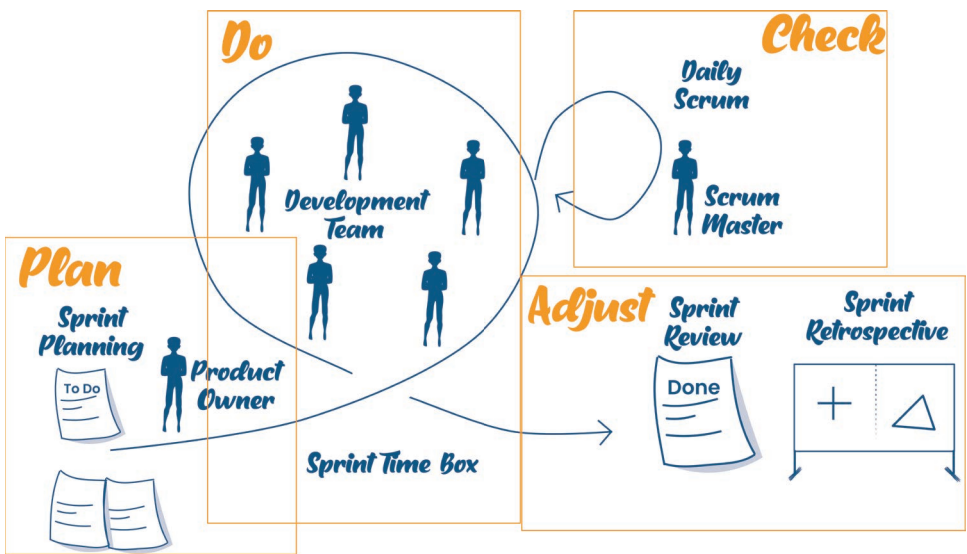 Do
Check
Daily
Scrum
Development
Team
Scrum
Master
Plan
Sprint
Planning
To Do
Product
Owner
Sprint Time Box
Adjust
Sprint
Review
Done
Sprint
Retrospective